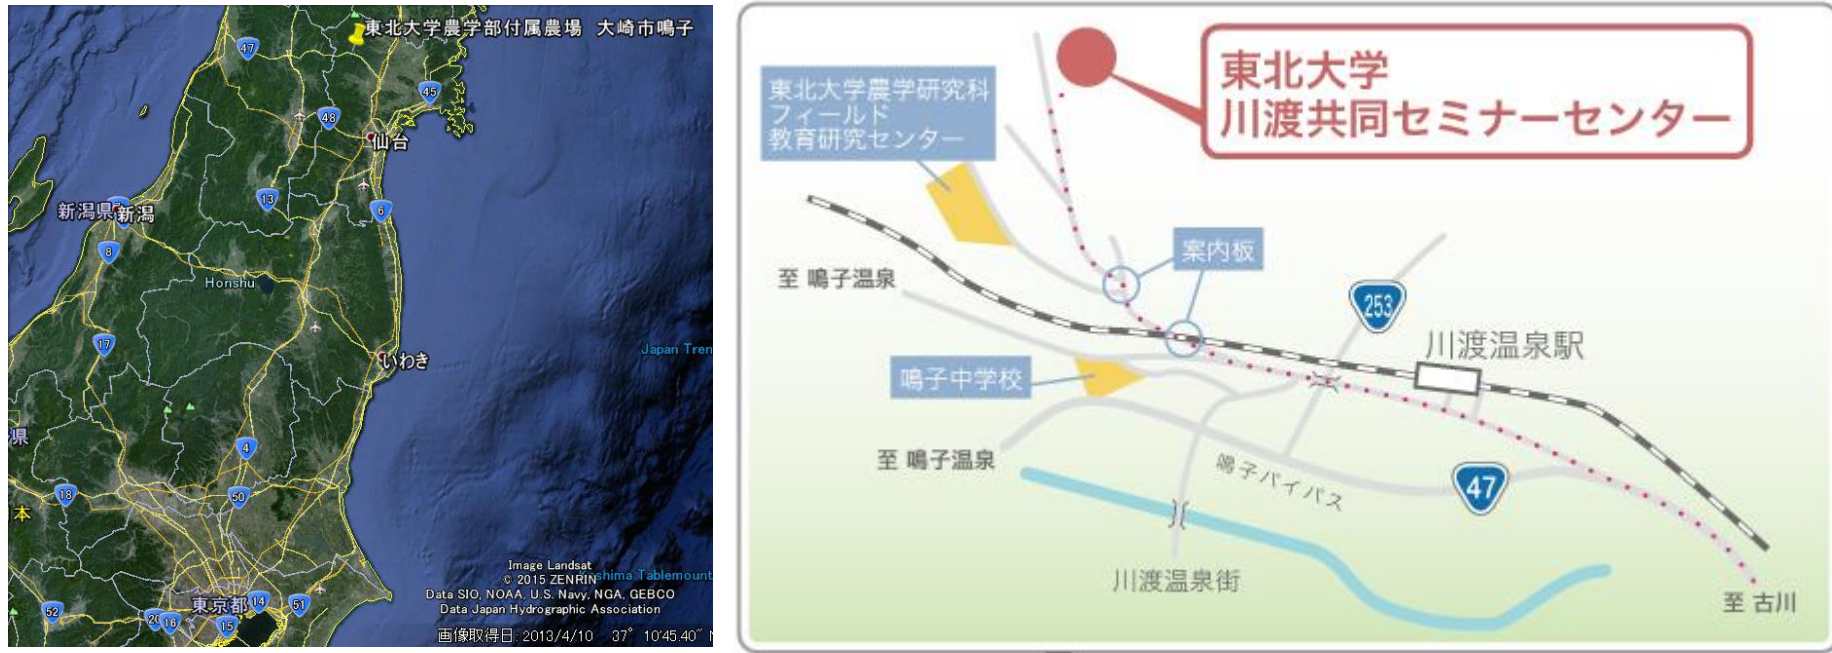 47
東北大学農学部付属農場 大崎市鳴子
45
48
仙台
13
6
新潟県
新潟
8
Honshu
17
Japan Tren
いわき
県
4
50
18
本
Image Landsat
© 2015 ZENRIN
shima Tablemount
Data SIO, NOAA, U.S. Navy, NGA, GEBCO
Data Japan Hydrographic Association
東京都
14
51
52
20
16
15
画像取得日: 2013/4/10 37° 10'45.40" N
東北大学
川渡共同セミナーセンター
東北大学農学研究科
フィールド
教育研究センター
案内板
至 鳴子温泉
253
川渡温泉駅
鳴子中学校
至 鳴子温泉
鳴子バイパス
47
川渡温泉街
至 古川